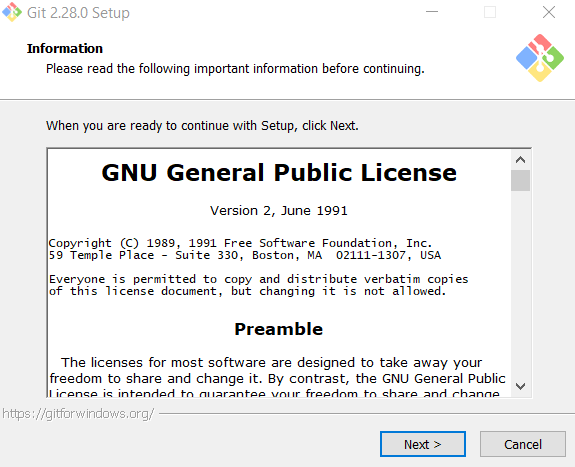 Git 2.28.0 Setup
Information
Please read the following important information before continuing.
When you are ready to continue with Setup, click Next.
GNU General Public License
Version 2, June 1991
Copyright (C) 1989, 1991 Free Software Foundation, Inc.
59 Temple Place - Suite 330, Boston, MA  02111-1307, USA
Everyone is permitted to copy and distribute verbatim copies
of this license document, but changing it is not allowed.
Preamble
The licenses for most software are designed to take away your
freedom to share and change it. By contrast, the GNU General Public
License is intended to guarantee your freedom to share and change
https://gitforwindows.org/
Next >
Cancel